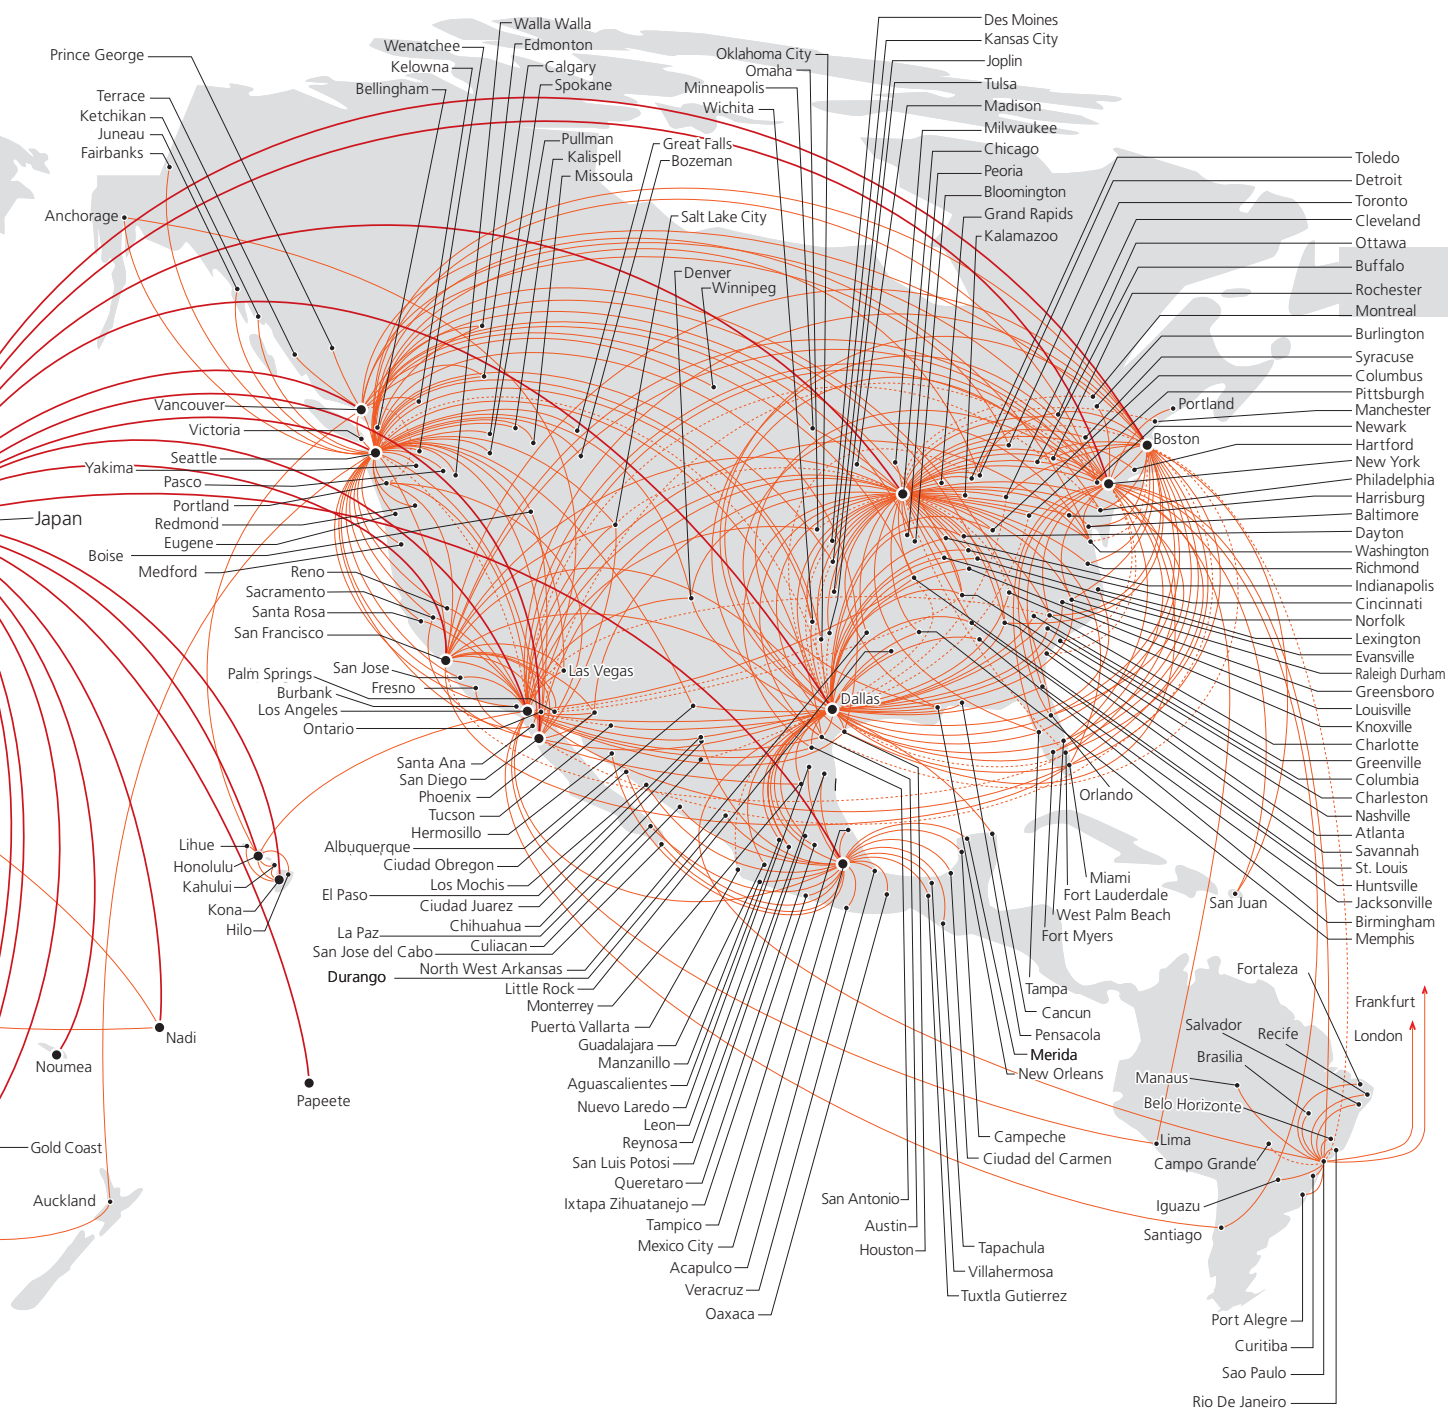 Prince George
Terrace
Ketchikan
Juneau
Fairbanks
Anchorage
Wenatchee
Kelowna
Bellingham
Walla Walla
Edmonton
Calgary
Spokane
Pullman
Kalispell
Missoula
Great Falls
Bozeman
Salt Lake City
Denver
Winnipeg
Oklahoma City
Omaha
Minneapolis
Wichita
Des Moines
Kansas City
Joplin
Tulsa
Madison
Milwaukee
Chicago
Peoria
Bloomington
Grand Rapids
Kalamazoo
Toledo
Detroit
Toronto
Cleveland
Ottawa
Buffalo
Rochester
Montreal
Burlington
Syracuse
Columbus
Pittsburgh
Manchester
Newark
Hartford
New York
Philadelphia
Harrisburg
Baltimore
Dayton
Washington
Richmond
Indianapolis
Cincinnati
Norfolk
Lexington
Evansville
Raleigh Durham
Greensboro
Louisville
Knoxville
Charlotte
Greenville
Columbia
Charleston
Nashville
Atlanta
Savannah
St. Louis
Huntsville
Jacksonville
Birmingham
Memphis
Portland
Boston
Vancouver
Victoria
Seattle
Yakima
Pasco
Portland
Redmond
Eugene
Boise
Medford
Japan
Reno
Sacramento
Santa Rosa
San Francisco
San Jose
Palm Springs
Fresno
Burbank
Los Angeles
Ontario
Las Vegas
Dallas
Santa Ana
San Diego
Phoenix
Tucson
Hermosillo
Albuquerque
Ciudad Obregon
Los Mochis
El Paso
Ciudad Juarez
Chihuahua
La Paz
Culiacan
San Jose del Cabo
North West Arkansas
Durango
Little Rock
Monterrey
Puerto Vallarta
Guadalajara
Manzanillo
Aguascalientes
Nuevo Laredo
Leon
Reynosa
San Luis Potosi
Queretaro
Ixtapa Zihuatanejo
Tampico
Mexico City
Acapulco
Veracruz
Oaxaca
San Antonio
Austin
Houston
Tapachula
Villahermosa
Tuxtla Gutierrez
Campeche
Ciudad del Carmen
New Orleans
Merida
Pensacola
Cancun
Tampa
Orlando
Miami
Fort Lauderdale
West Palm Beach
Fort Myers
San Juan
Lihue
Honolulu
Kahului
Kona
Hilo
Nadi
Noumea
Papeete
Gold Coast
Auckland
Fortaleza
Frankfurt
London
Salvador
Recife
Brasilia
Manaus
Belo Horizonte
Lima
Campo Grande
Iguazu
Santiago
Port Alegre
Curitiba
Sao Paulo
Rio De Janeiro